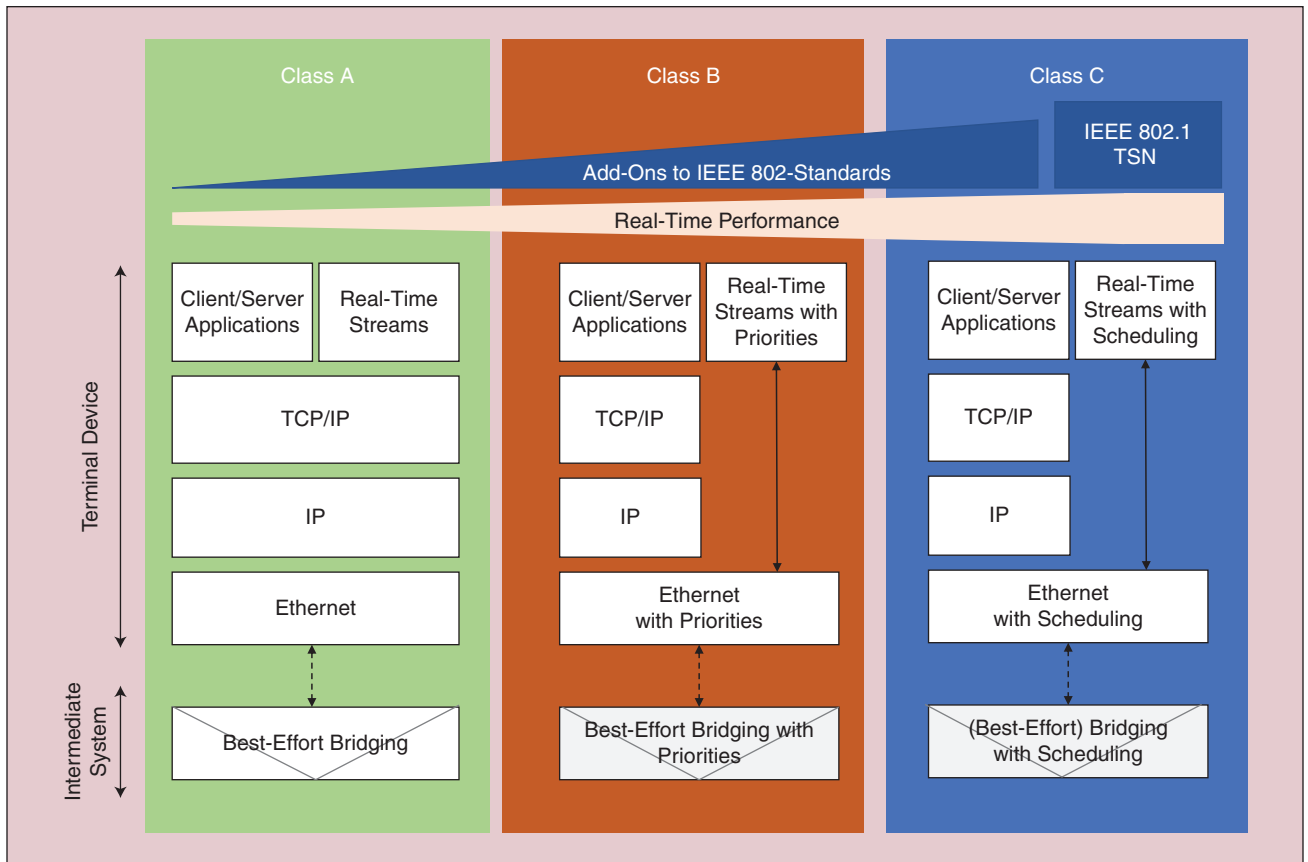 Class A
Class B
Class C
IEEE 802.1
TSN
Add-Ons to IEEE 802-Standards
Real-Time Performance
Terminal Device
Client/Server
Applications
Real-Time
Streams
TCP/IP
IP
Ethernet
Client/Server
Applications
Real-Time
Streams with
Priorities
TCP/IP
IP
Ethernet
with Priorities
Client/Server
Applications
Real-Time
Streams with
Scheduling
TCP/IP
IP
Ethernet
with Scheduling
Intermediate
System
Best-Effort Bridging
Best-Effort Bridging with
Priorities
(Best-Effort) Bridging
with Scheduling